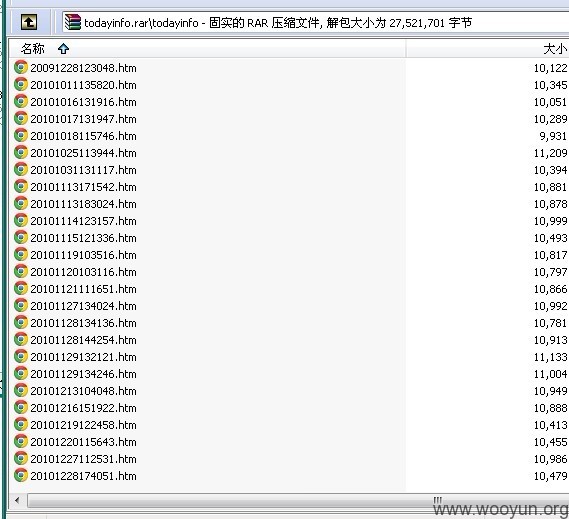 todayinfo.rar\todayinfo - 固实的 RAR 压缩文件, 解包大小为 27,521,701 字节
名称 大小
20091228123048.htm 10,122
20101011135820.htm 10,345
20101016131916.htm 10,051
20101017131947.htm 10,289
20101018115746.htm 9,931
20101025113944.htm 11,209
20101031131117.htm 10,394
20101113171542.htm 10,881
20101113183024.htm 10,878
20101114123157.htm 10,999
20101115121336.htm 10,493
20101119103516.htm 10,817
20101120103116.htm 10,797
20101121111651.htm 10,866
20101127134024.htm 10,992
20101128134136.htm 10,781
20101128144254.htm 10,913
20101129132121.htm 11,133
20101129134246.htm 11,004
20101213104048.htm 10,949
20101216151922.htm 10,888
20101219122458.htm 10,413
20101220115643.htm 10,455
20101227112531.htm 10,986
20101228174051.htm 10,479
www.wooyun.org